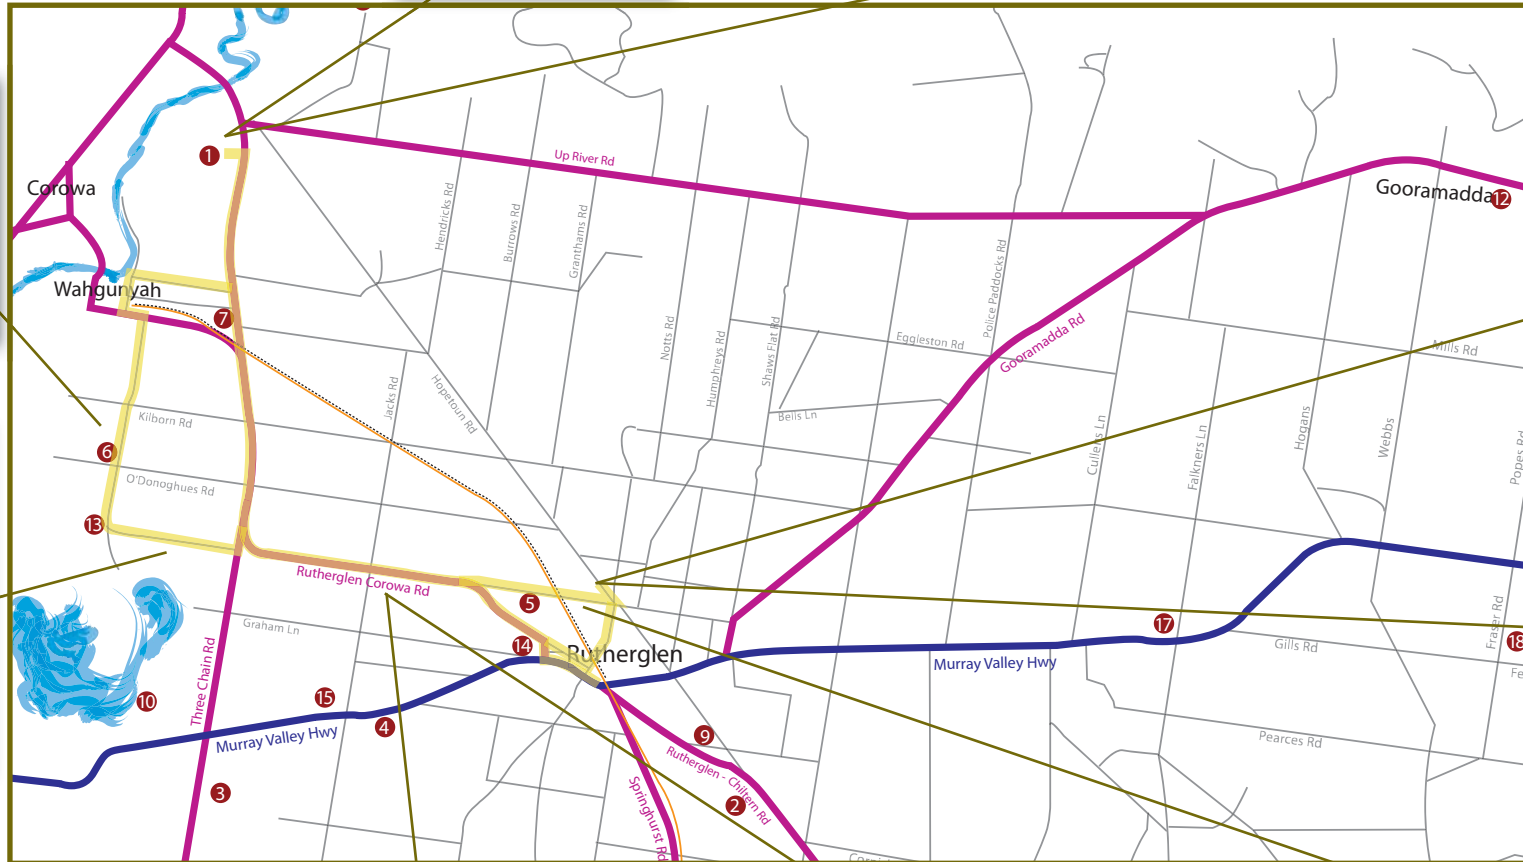 1
Up River Rd
Corowa
Gooramadda
12
Hendricks Rd
Burrows Rd
Granthams Rd
Police Paddocks Rd
Wahgunyah
7
Notts Rd
Humphreys Rd
Shaws Flat Rd
Eggleston Rd
Gooramadda Rd
Mills Rd
Jacks Rd
Hopetoun Rd
Kilborn Rd
Bells Ln
Cullens Ln
Falkners Ln
Hogans
Webbs
Popes Rd
6
O'Donoghues Rd
13
Rutherglen Corowa Rd
5
Graham Ln
14
Rutherglen
17
Fraser Rd
18
Gills Rd
Murray Valley Hwy
Fe
Three Chain Rd
10
15
4
Murray Valley Hwy
9
Rutherglen - Chiltern Rd
Pearces Rd
3
2
Springhurst Rd